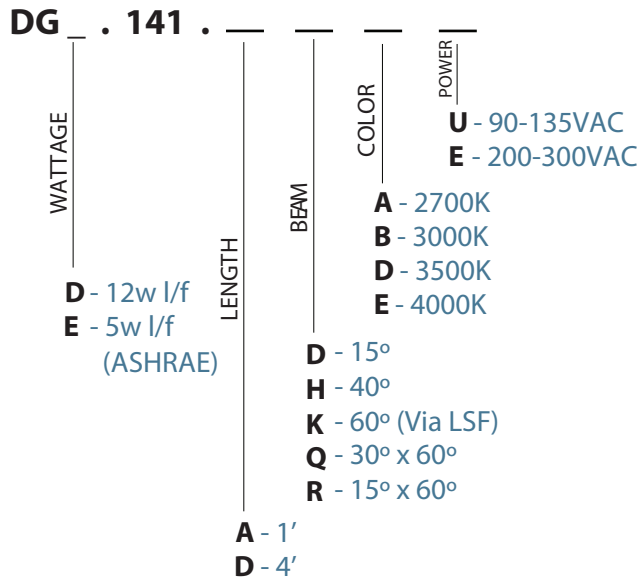 DG_ . 141 . __ __ __ __
WATTAGE
D - 12w l/f
E - 5w l/f
(ASHRAE)
LENGTH
A - 1’
D - 4’
BEAM
D - 15º
H - 40º
K - 60º (Via LSF)
Q - 30º x 60º
R - 15º x 60º
COLOR
A - 2700K
B - 3000K
D - 3500K
E - 4000K
POWER
U - 90-135VAC
E - 200-300VAC